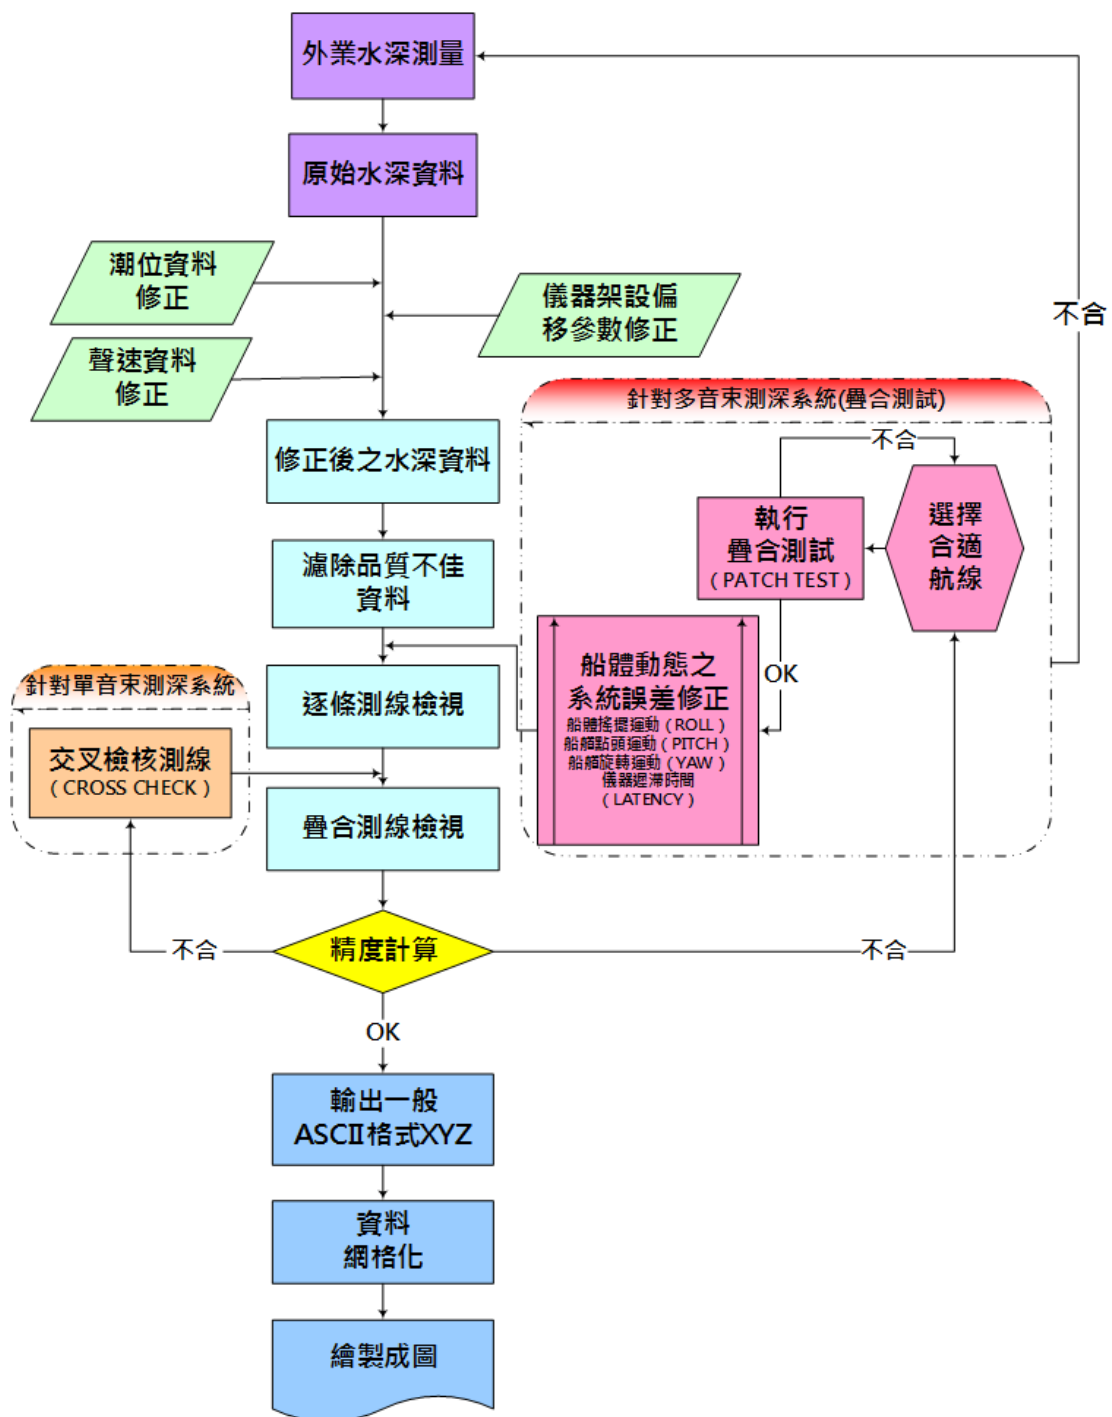 外業水深測量
原始水深資料
潮位資料
修正
儀器架設偏
移參數修正
不合
聲速資料
修正
針對多音束測深系統(疊合測試)
不合
修正後之水深資料
執行
疊合測試
（PATCH TEST）
選擇
合適
航線
濾除品質不佳
資料
OK
船體動態之
系統誤差修正
船體搖擺運動（ROLL）
船艏點頭運動（PITCH）
船艏旋轉運動（YAW）
儀器遲滯時間
（LATENCY）
針對單音束測深系統
逐條測線檢視
交叉檢核測線
（CROSS CHECK）
疊合測線檢視
不合
精度計算
不合
OK
輸出一般
ASCII格式XYZ
資料
網格化
繪製成圖